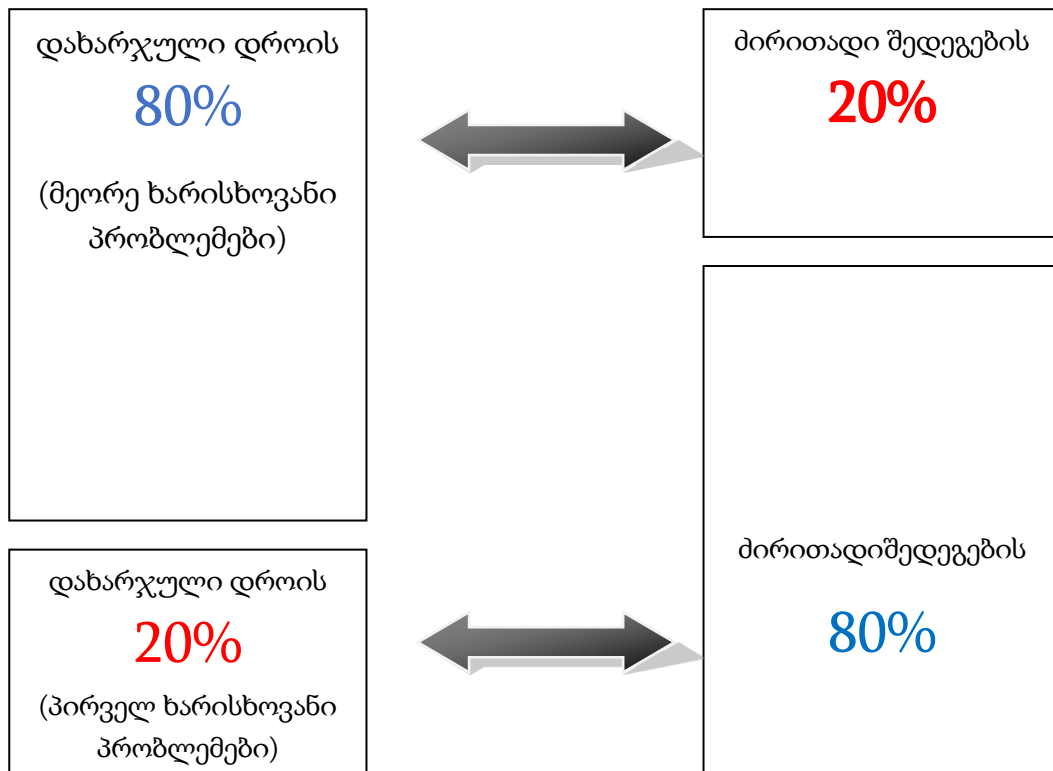 დახარჯული დროის
80%
(მეორე ხარისხოვანი
პრობლემები)
ძირითადი შედეგების
20%
დახარჯული დროის
20%
(პირველ ხარისხოვანი
პრობლემები)
ძირითადიშედეგების
80%